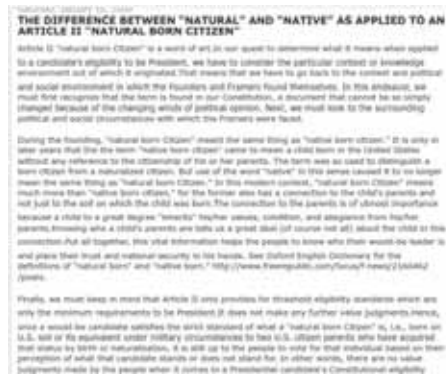 THE DIFFERENCE BETWEEN "NATURAL" AND "NATIVE" AS APPLIED TO AN
ARTICLE II "NATURAL BORN CITIZEN"
Article II "natural born Citizen" is a word of art. In our quest to determine what it means when applied
to a candidate's eligibility to be President, we have to consider the particular context or knowledge
environment out of which it originated. That means that we have to go back to the context and political
and social environment in which the Founders and Framers found themselves. In this endeavor, we
must first recognize that the term is found in our Constitution, a document that cannot be so simply
changed because of the changing winds of political opinion. Next, we must look to the surrounding
political and social circumstances with which the Framers were faced.
During the founding, "natural born Citizen" meant the same thing as "native born citizen." It is only in
later years that the term "native born citizen" came to mean a child born in the United States
without any reference to the citizenship of his or her parents. The term was so used to distinguish a
born citizen from a naturalized citizen. But use of the word "native" in this sense caused it to no longer
mean the same thing as "natural born Citizen." In this modern context, "natural born Citizen" means
much more than "native born citizen," for the former also has a connection to the child's parents and
not just to the soil on which the child was born. The connection to the parents is of utmost importance
because a child to a great degree "inherits" his/her values, condition, and allegiance from his/her
parents. Knowing who a child's parents are tells us a great deal (of course not all) about the child in this
connection. Put all together, this vital information helps the people to know who their would-be leader is
and place their trust and national security in his hands. See Oxford English Dictionary for the
definitions of "natural born" and "native born." http://www.freerepublic.com/focus/f-news/
/posts.
Finally, we must keep in mind that Article II only provides for threshold eligibility standards which are
only the minimum requirements to be President. It does not make any further value judgments. Hence,
once a would be candidate satisfies the strict standard of what a "natural born Citizen" is, i.e., born on
U.S. soil or its equivalent under military circumstances to two U.S. citizen parents who have acquired
that status by birth or naturalization, it is still up to the people to vote for that individual based on their
perception of what that candidate stands or does not stand for. In other words, there are no value
judgments made by the people when it comes to a Presidential candidate's Constitutional eligibility